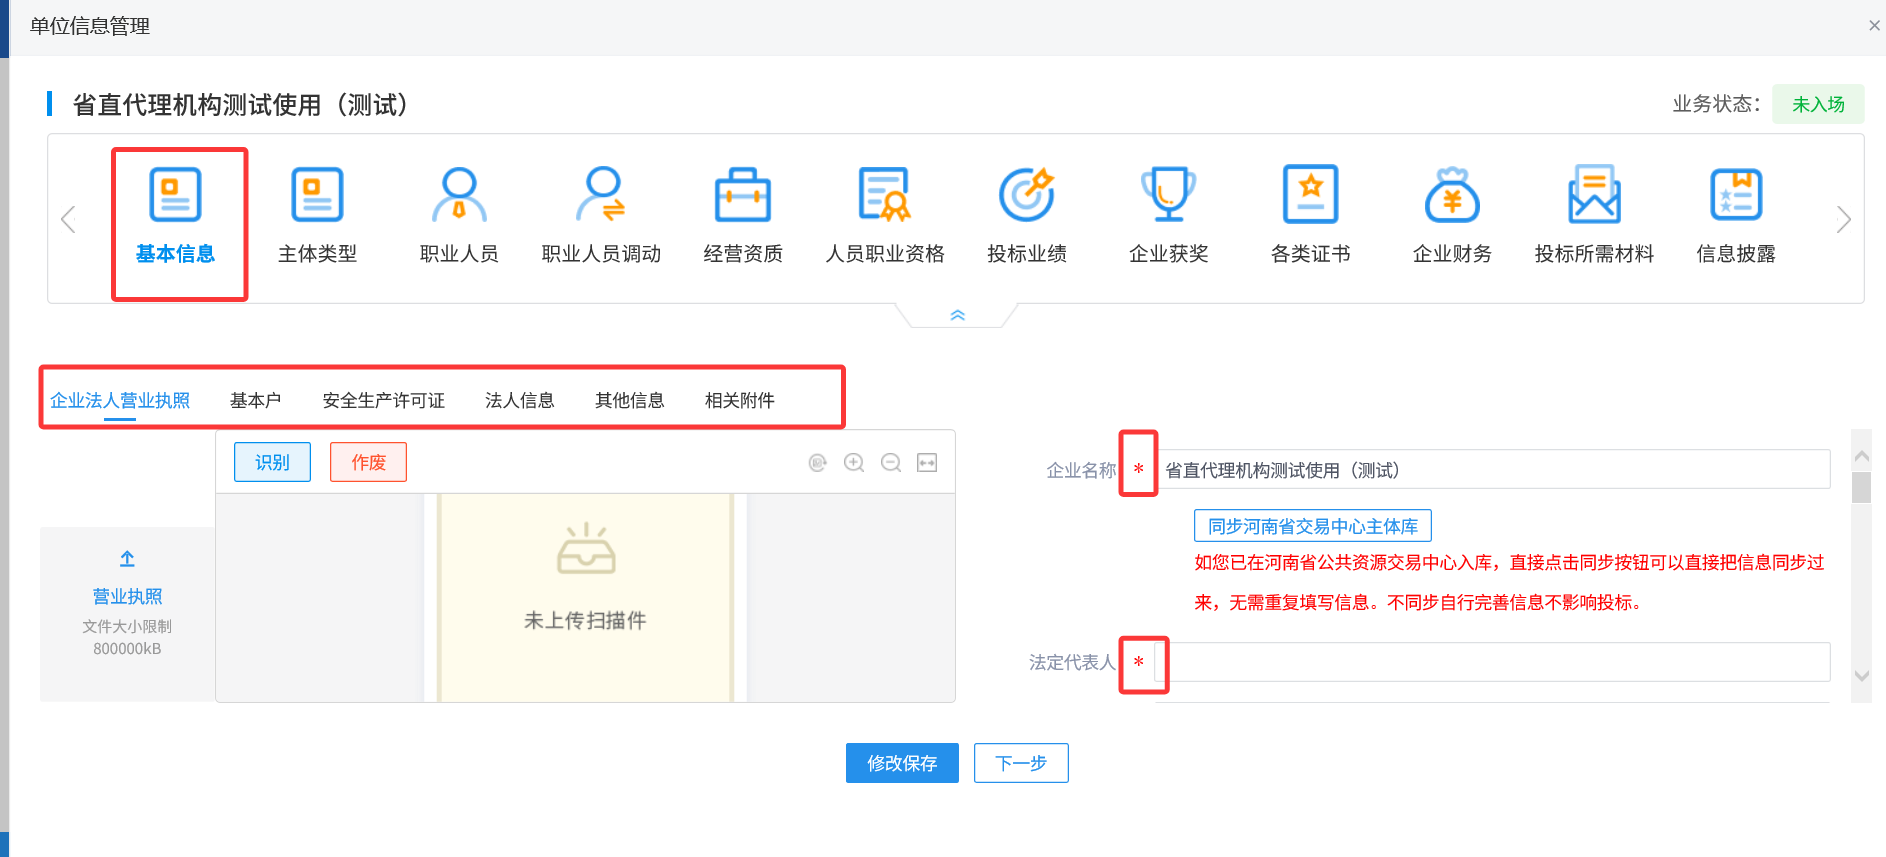 单位信息管理
×
省直代理机构测试使用（测试）
业务状态：
未入场
基本信息
主体类型
职业人员
职业人员调动
经营资质
人员职业资格
投标业绩
企业获奖
各类证书
企业财务
投标所需材料
信息披露
企业法人营业执照
基本户
安全生产许可证
法人信息
其他信息
相关附件
识别
作废
营业执照
文件大小限制
800000kB
未上传扫描件
企业名称 * 省直代理机构测试使用（测试）
同步河南省交易中心主体库
如您已在河南省公共资源交易中心入库，直接点击同步按钮可以直接把信息同步过
来，无需重复填写信息。不同步自行完善信息不影响投标。
法定代表人 *
修改保存
下一步